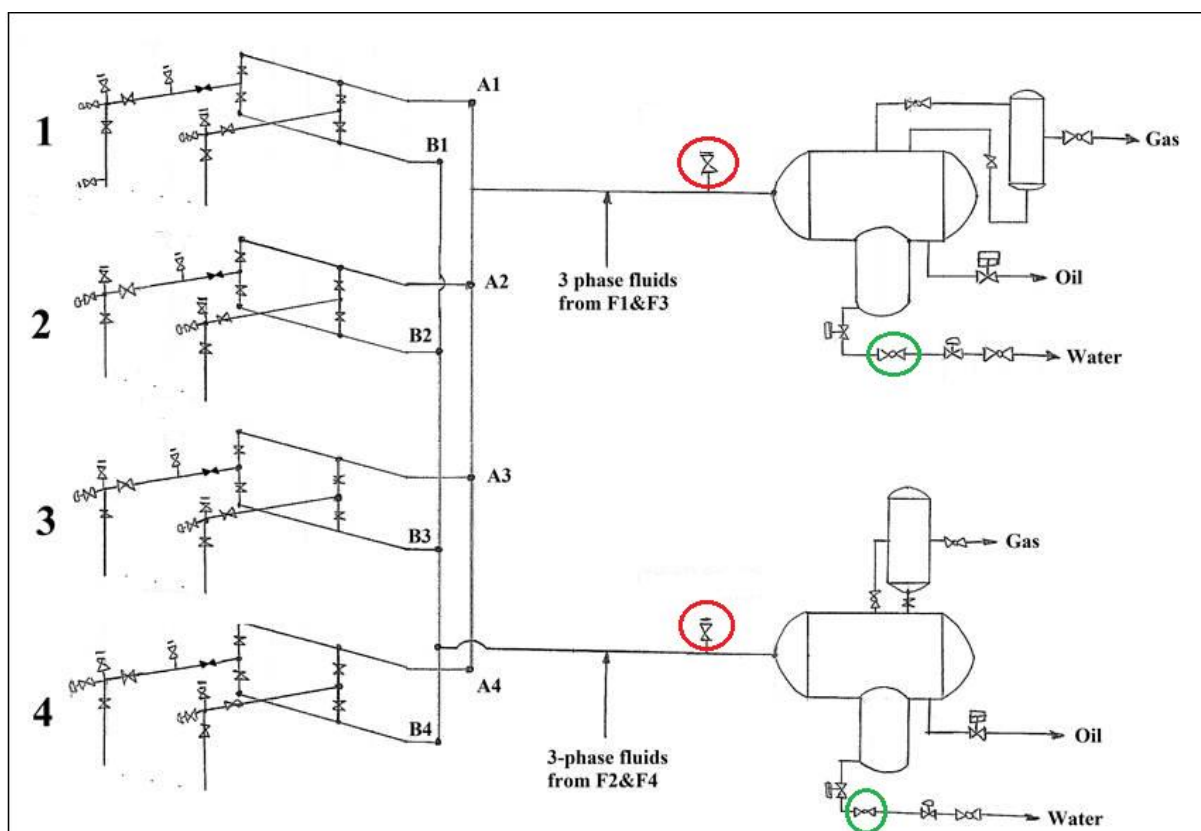 1
A1
B1
Gas
3 phase fluids
from F1&F3
Oil
2
A2
B2
Water
3
A3
B3
Gas
4
A4
B4
3-phase fluids
from F2&F4
Oil
Water